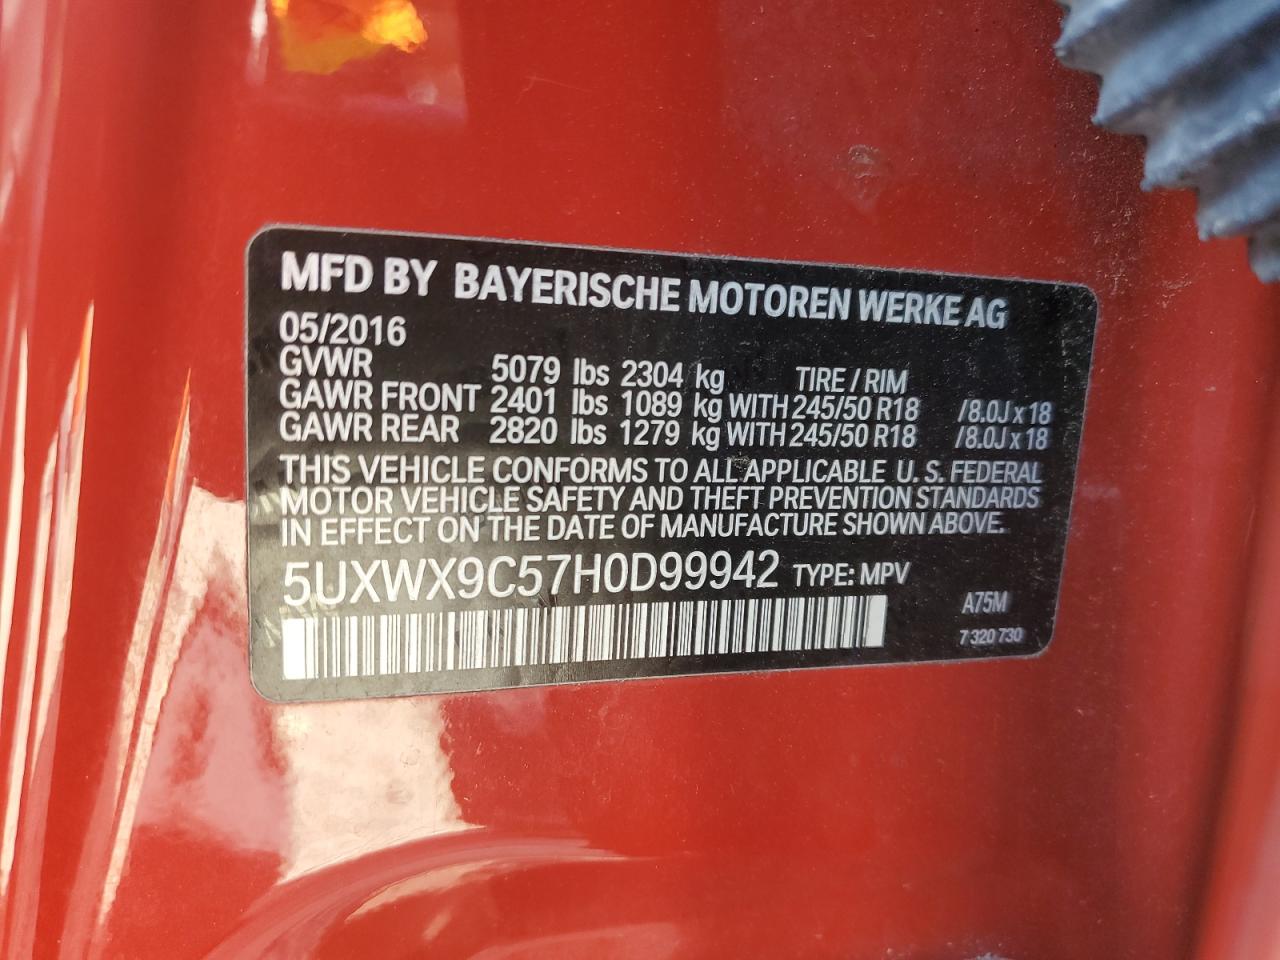 MFD BY BAYERISCHE MOTOREN WERKE AG
05/2016
GVWR 5079 lbs 2304 kg TIRE / RIM
GAWR FRONT 2401 lbs 1089 kg WITH 245/50 R18 /8.0J x 18
GAWR REAR 2820 lbs 1279 kg WITH 245/50 R18 /8.0J x 18
THIS VEHICLE CONFORMS TO ALL APPLICABLE U.S. FEDERAL
MOTOR VEHICLE SAFETY AND THEFT PREVENTION STANDARDS
IN EFFECT ON THE DATE OF MANUFACTURE SHOWN ABOVE.
5UXWX9C57H0D99942 TYPE: MPV
A75M
7 320 730